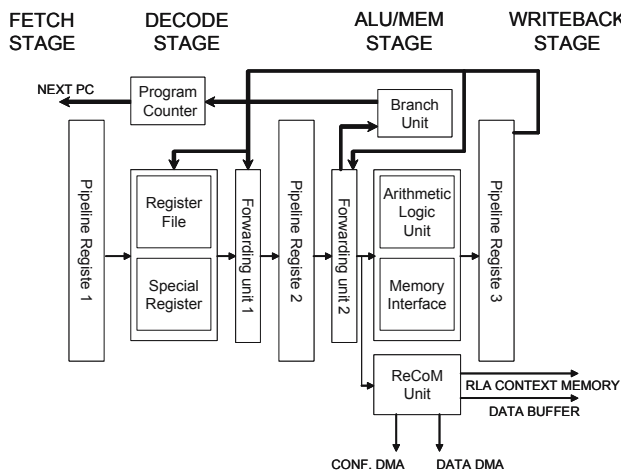 FETCH
STAGE
DECODE
STAGE
ALU/MEM
STAGE
WRITEBACK
STAGE
NEXT PC
Program
Counter
Branch
Unit
Pipeline Registe 1
Register
File
Special
Register
Forwarding unit 1
Pipeline Registe 2
Forwarding unit 2
Arithmetic
Logic
Unit
Memory
Interface
Pipeline Registe 3
ReCoM
Unit
RLA CONTEXT MEMORY
DATA BUFFER
CONF. DMA
DATA DMA